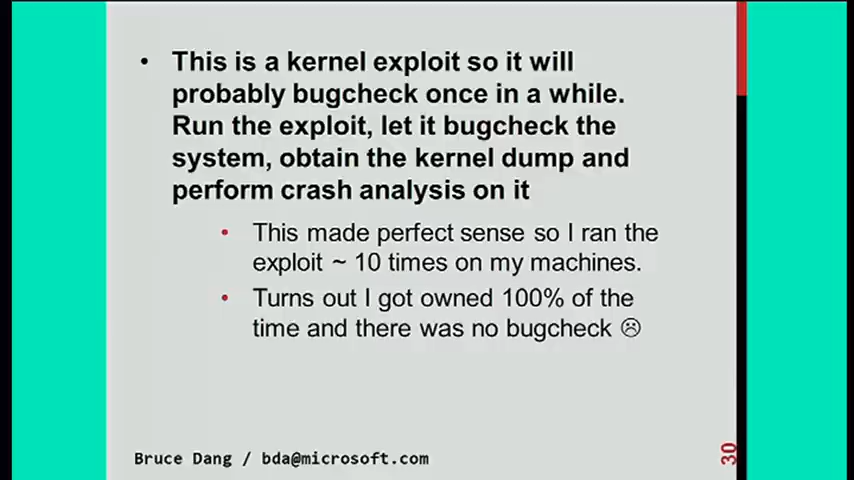 • This is a kernel exploit so it will
probably bugcheck once in a while.
Run the exploit, let it bugcheck the
system, obtain the kernel dump and
perform crash analysis on it
• This made perfect sense so I ran the
exploit ~ 10 times on my machines.
• Turns out I got owned 100% of the
time and there was no bugcheck ☹
Bruce Dang / bda@microsoft.com
30